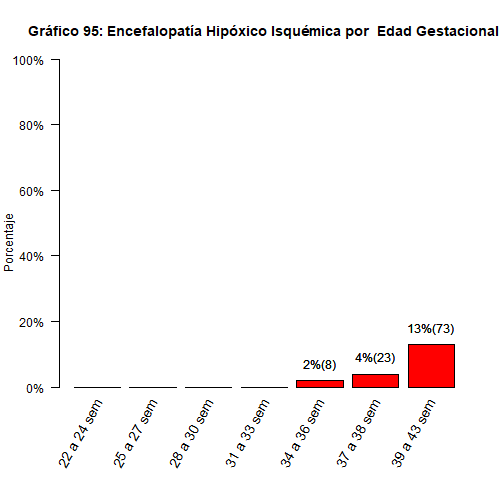 Gráfico 95: Encefalopatía Hipóxico Isquémica por  Edad Gestacional
100%
80%
60%
40%
20%
0%
Porcentaje
2%(8)
4%(23)
13%(73)
22 a 24 sem
25 a 27 sem
28 a 30 sem
31 a 33 sem
34 a 36 sem
37 a 38 sem
39 a 43 sem